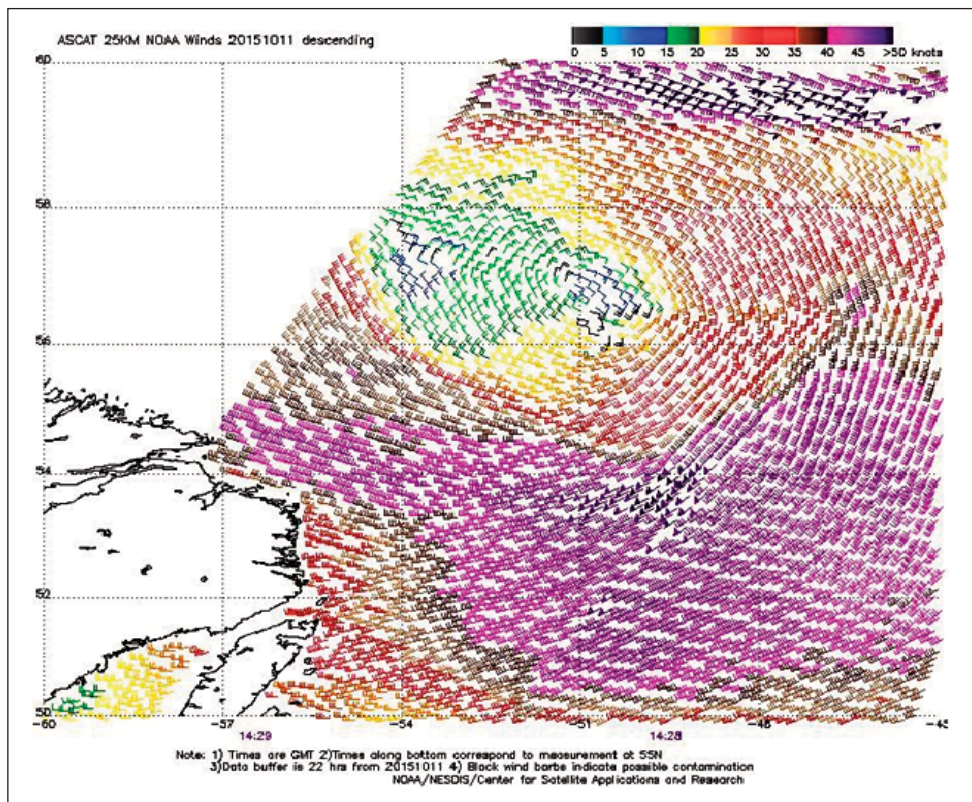 ASCAT 25KM NOAA Winds 20151011 descending
0 5 10 15 20 25 30 35 40 45 >50 knots
60
58
56
54
52
50
-60 -57 -54 -51 -48 -45
14:29 14:28
Note: 1) Times are GMT 2)Times along bottom correspond to measurement at 55N
3)Data buffer is 22 hrs from 20151011 4) Black wind barbs indicate possible contamination
NOAA/NESDIS/Center for Satellite Applications and Research